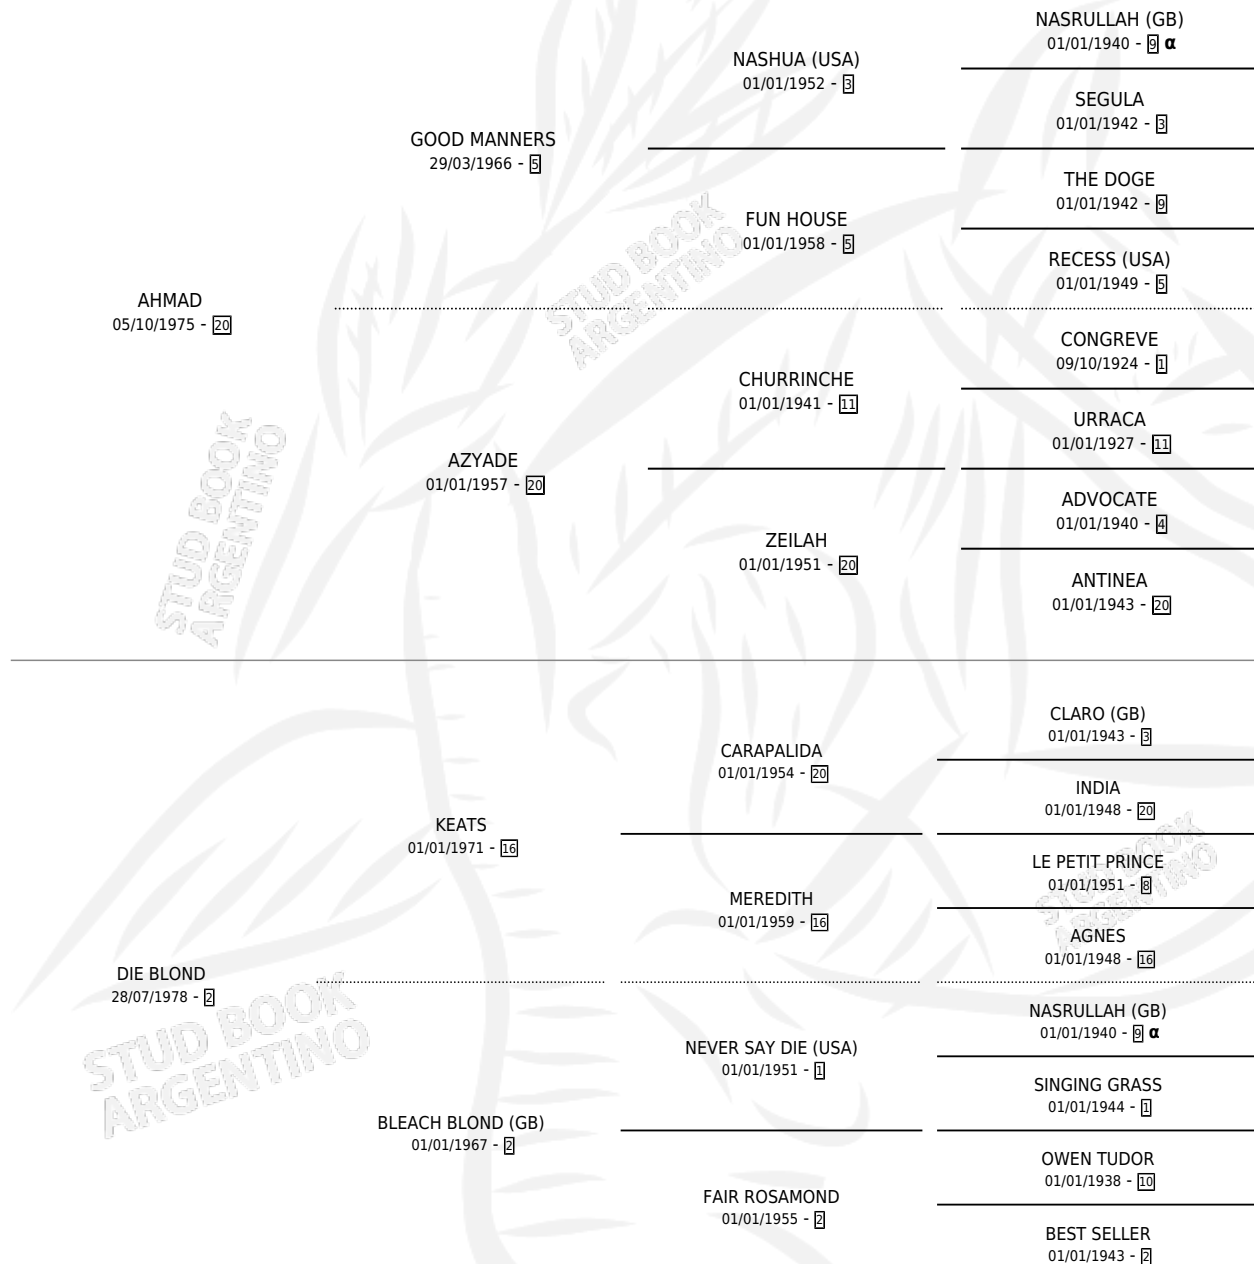 NASRULLAH (GB)
01/01/1940 - 9 α
NASHUA (USA)
01/01/1952 - 3
SEGULA
01/01/1942 - 3
GOOD MANNERS
29/03/1966 - 5
THE DOGE
01/01/1942 - 9
FUN HOUSE
01/01/1958 - 5
RECESS (USA)
01/01/1949 - 5
AHMAD
05/10/1975 - 20
CONGREVE
09/10/1924 - 1
CHURRINCHE
01/01/1941 - 11
URRACA
01/01/1927 - 11
AZYADE
01/01/1957 - 20
ADVOCATE
01/01/1940 - 4
ZEILAH
01/01/1951 - 20
ANTINEA
01/01/1943 - 20
CLARO (GB)
01/01/1943 - 3
CARAPALIDA
01/01/1954 - 20
INDIA
01/01/1948 - 20
KEATS
01/01/1971 - 16
LE PETIT PRINCE
01/01/1951 - 8
MEREDITH
01/01/1959 - 16
AGNES
01/01/1948 - 16
DIE BLOND
28/07/1978 - 2
NASRULLAH (GB)
01/01/1940 - 9 α
NEVER SAY DIE (USA)
01/01/1951 - 1
SINGING GRASS
01/01/1944 - 1
BLEACH BLOND (GB)
01/01/1967 - 2
OWEN TUDOR
01/01/1938 - 10
FAIR ROSAMOND
01/01/1955 - 2
BEST SELLER
01/01/1943 - 2
STUD BOOK
ARGENTINO
STUD BOOK
ARGENTINO
STUD BOOK
ARGENTINO
STUD BOOK
ARGENTINO